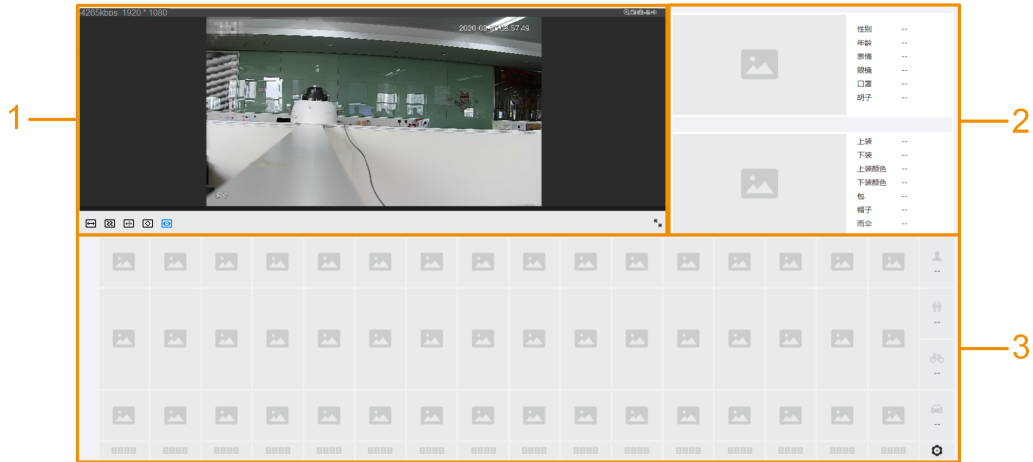 4265kbps 1920*1080
1
2
3
性别 --
年龄 --
表情 --
眼镜 --
口罩 --
胡子 --
上装 --
下装 --
上装颜色 --
下装颜色 --
包 --
帽子 --
雨伞 --
--
--
--
--